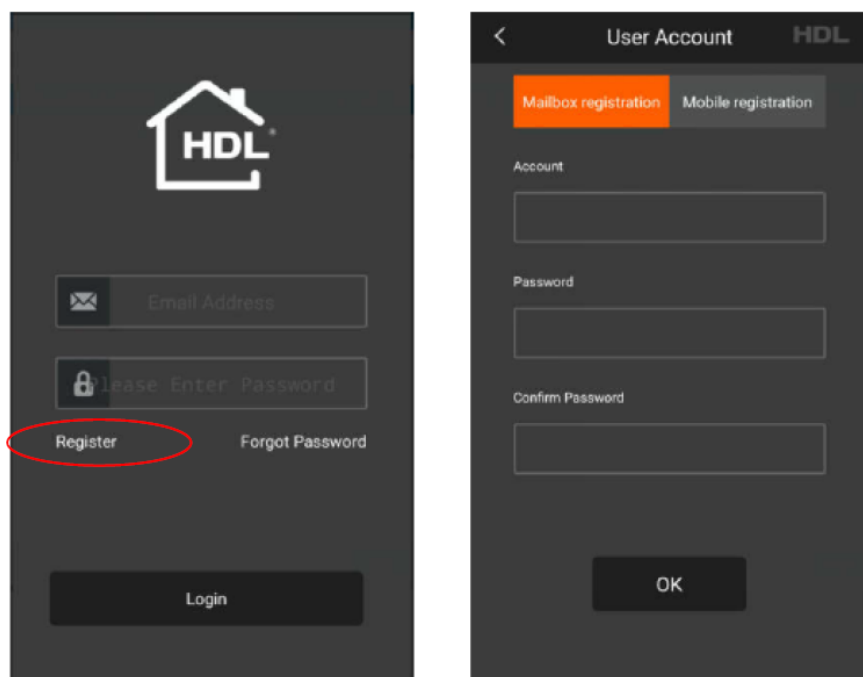 HDL
Email Address
Please Enter Password
Register
Forgot Password
Login
User Account
HDL
Mailbox registration
Mobile registration
Account
Password
Confirm Password
OK